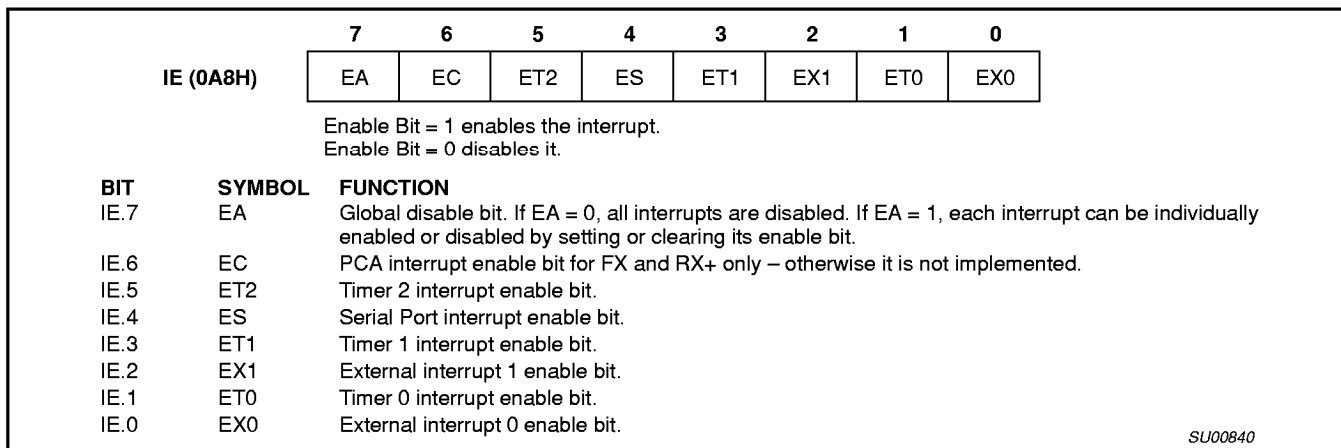 7 6 5 4 3 2 1 0
IE (0A8H) EA EC ET2 ES ET1 EX1 ET0 EX0
Enable Bit = 1 enables the interrupt.
Enable Bit = 0 disables it.
BIT SYMBOL FUNCTION
IE.7 EA Global disable bit. If EA = 0, all interrupts are disabled. If EA = 1, each interrupt can be individually
enabled or disabled by setting or clearing its enable bit.
IE.6 EC PCA interrupt enable bit for FX and RX+ only – otherwise it is not implemented.
IE.5 ET2 Timer 2 interrupt enable bit.
IE.4 ES Serial Port interrupt enable bit.
IE.3 ET1 Timer 1 interrupt enable bit.
IE.2 EX1 External interrupt 1 enable bit.
IE.1 ET0 Timer 0 interrupt enable bit.
IE.0 EX0 External interrupt 0 enable bit.
SU00840